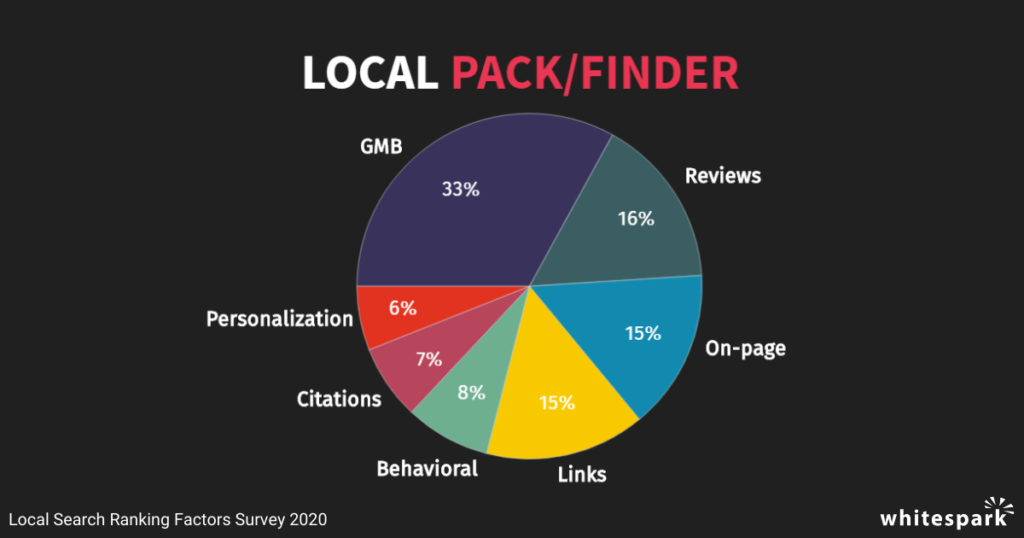 LOCAL PACK/FINDER
GMB
33%
Reviews
16%
On-page
15%
Links
15%
Behavioral
8%
Citations
7%
Personalization
6%
Local Search Ranking Factors Survey 2020
whitespark